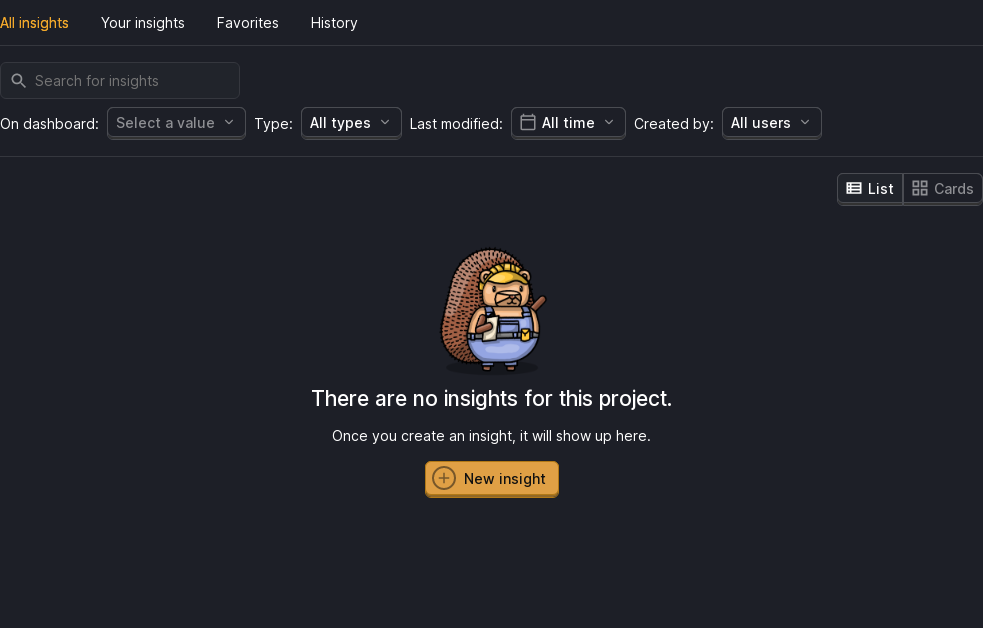 All insights Your insights Favorites History
Search for insights
On dashboard: Select a value Type: All types Last modified: All time Created by: All users
List Cards
There are no insights for this project.
Once you create an insight, it will show up here.
New insight